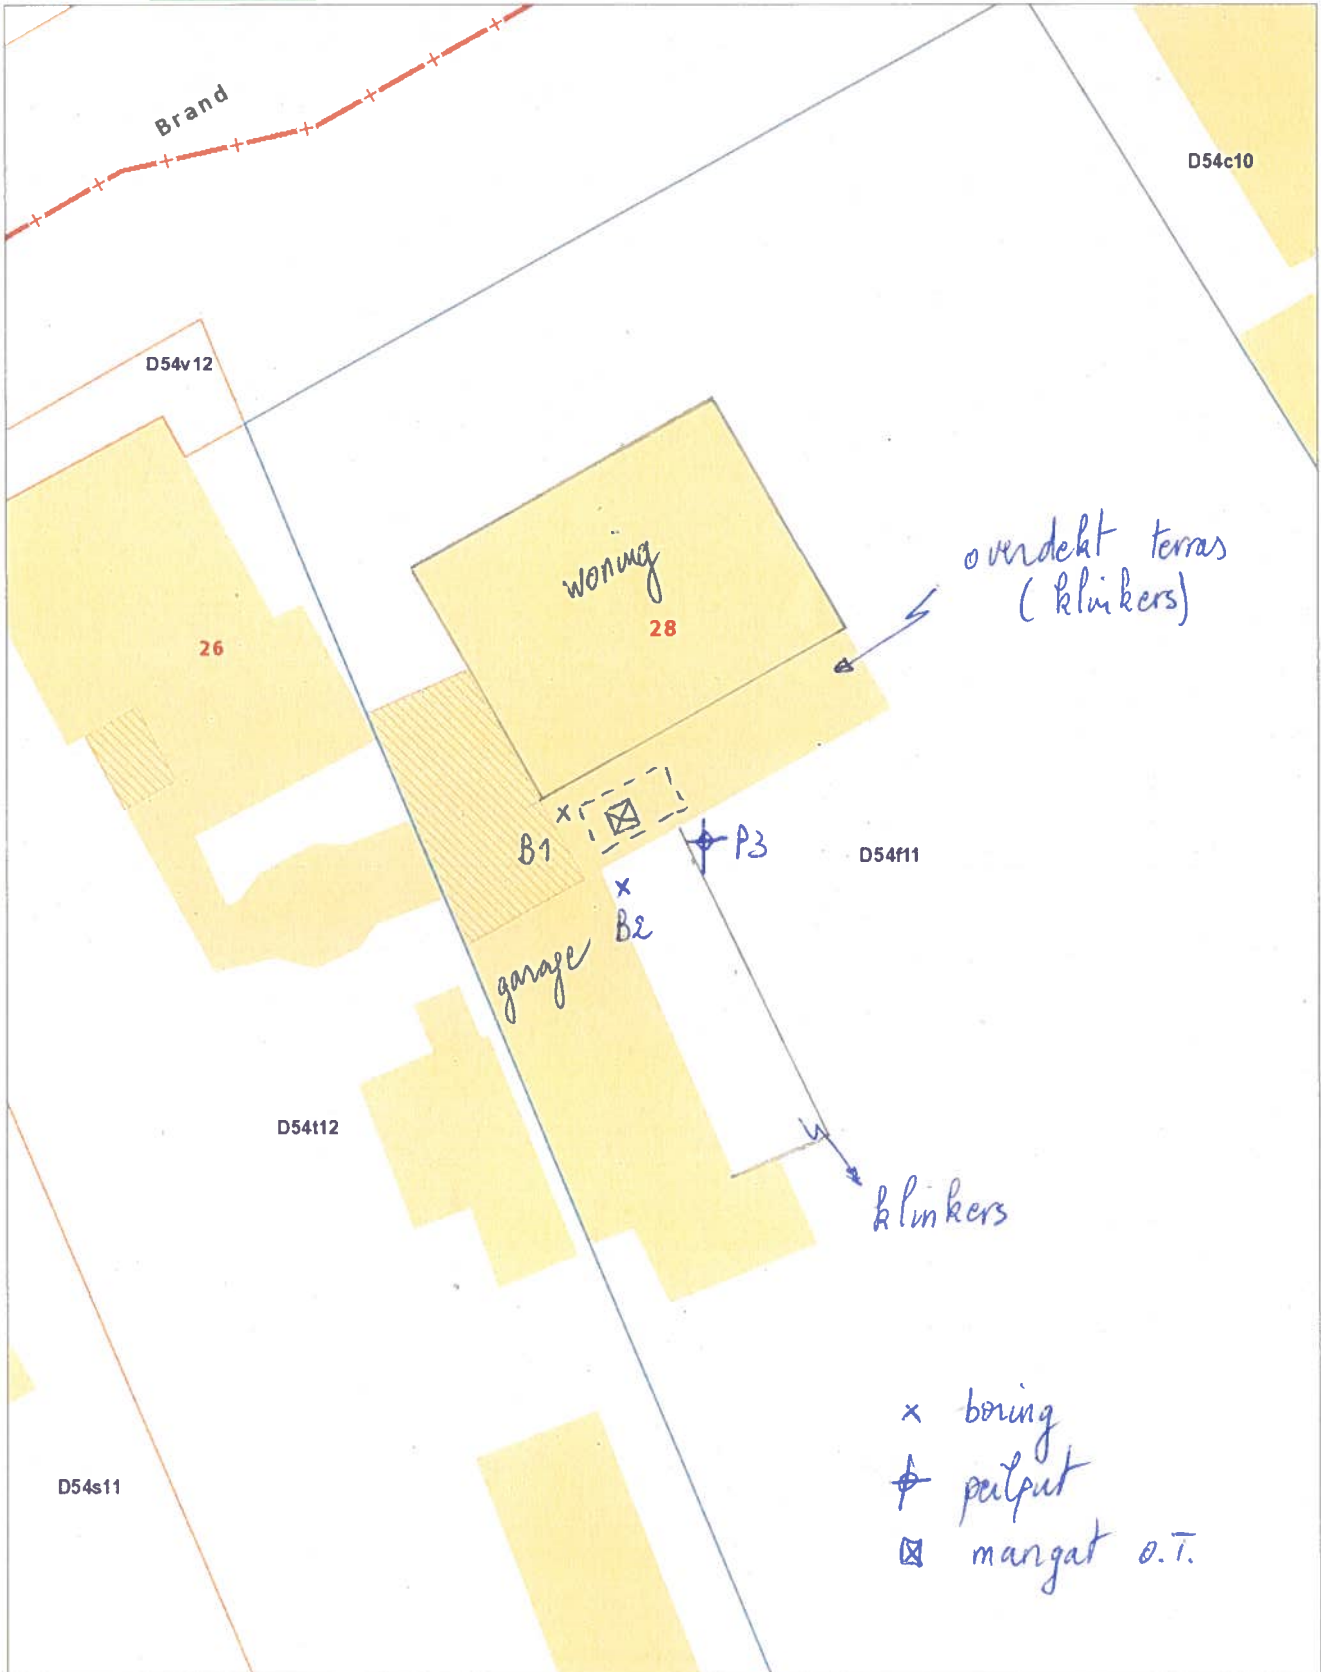 Brand
D54c10
D54v12
overdekt terras
(klinkers)
woning
28
26
B1
P3
D54f11
B2
garage
D54t12
klinkers
x boring
peilput
D54s11
mangat O.T.